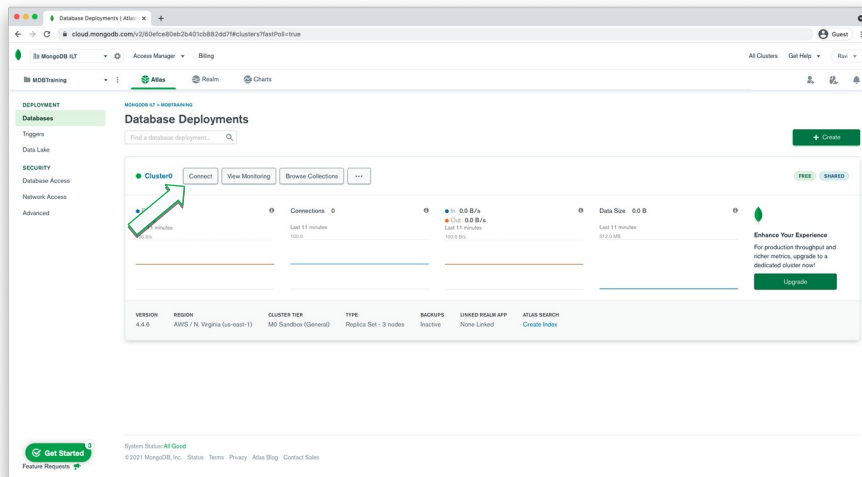 Database Deployments | Atlas
cloud.mongodb.com/v2/60efce80eb2b401cb882dd7f#clusters?fastPoll=true
Guest
MongoDB ILT
Access Manager
Billing
All Clusters
Get Help
Ravi
MDBTraining
Atlas
Realm
Charts
DEPLOYMENT
Databases
Triggers
Data Lake
SECURITY
Database Access
Network Access
Advanced
MONGODB ILT > MDBTRAINING
Database Deployments
Find a database deployment...
+ Create
Cluster0
Connect
View Monitoring
Browse Collections
...
FREE
SHARED
11 minutes
Connections 0
Last 11 minutes
100.0
In 0.0 B/s
Out 0.0 B/s
Last 11 minutes
100.0 B/s
Data Size 0.0 B
Last 11 minutes
512.0 MB
Enhance Your Experience
For production throughput and
richer metrics, upgrade to a
dedicated cluster now!
Upgrade
VERSION
4.4.6
REGION
AWS / N. Virginia (us-east-1)
CLUSTER TIER
M0 Sandbox (General)
TYPE
Replica Set - 3 nodes
BACKUPS
Inactive
LINKED REALM APP
None Linked
ATLAS SEARCH
Create Index
System Status: All Good
©2021 MongoDB, Inc. Status Terms Privacy Atlas Blog Contact Sales
Get Started
3
Feature Requests